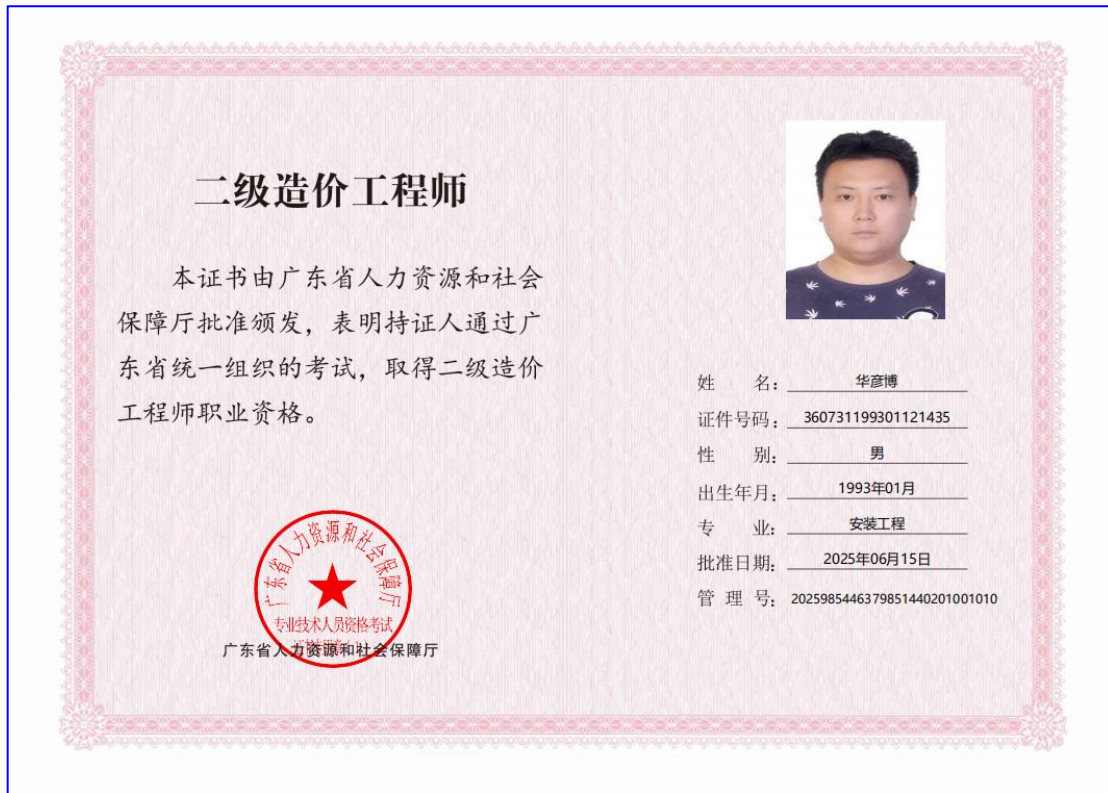 二级造价工程师
本证书由广东省人力资源和社会
保障厅批准颁发，表明持证人通过广
东省统一组织的考试，取得二级造价
工程师职业资格。
广东省人力资源和社会保障厅
专业技术人员资格考试
广东省人力资源和社会保障厅
姓 名：华彦博
证件号码：360731199301121435
性 别：男
出生年月：1993年01月
专 业：安装工程
批准日期：2025年06月15日
管 理 号：2025985446379851440201001010